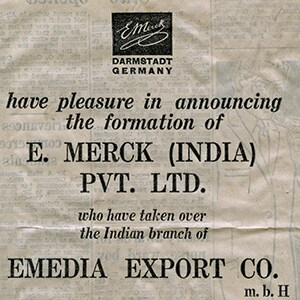 E. Merck
DARMSTADT
GERMANY
have pleasure in announcing
the formation of
E. MERCK (INDIA)
PVT. LTD.
who have taken over
the Indian branch of
EMEDIA EXPORT CO.
m. b. H